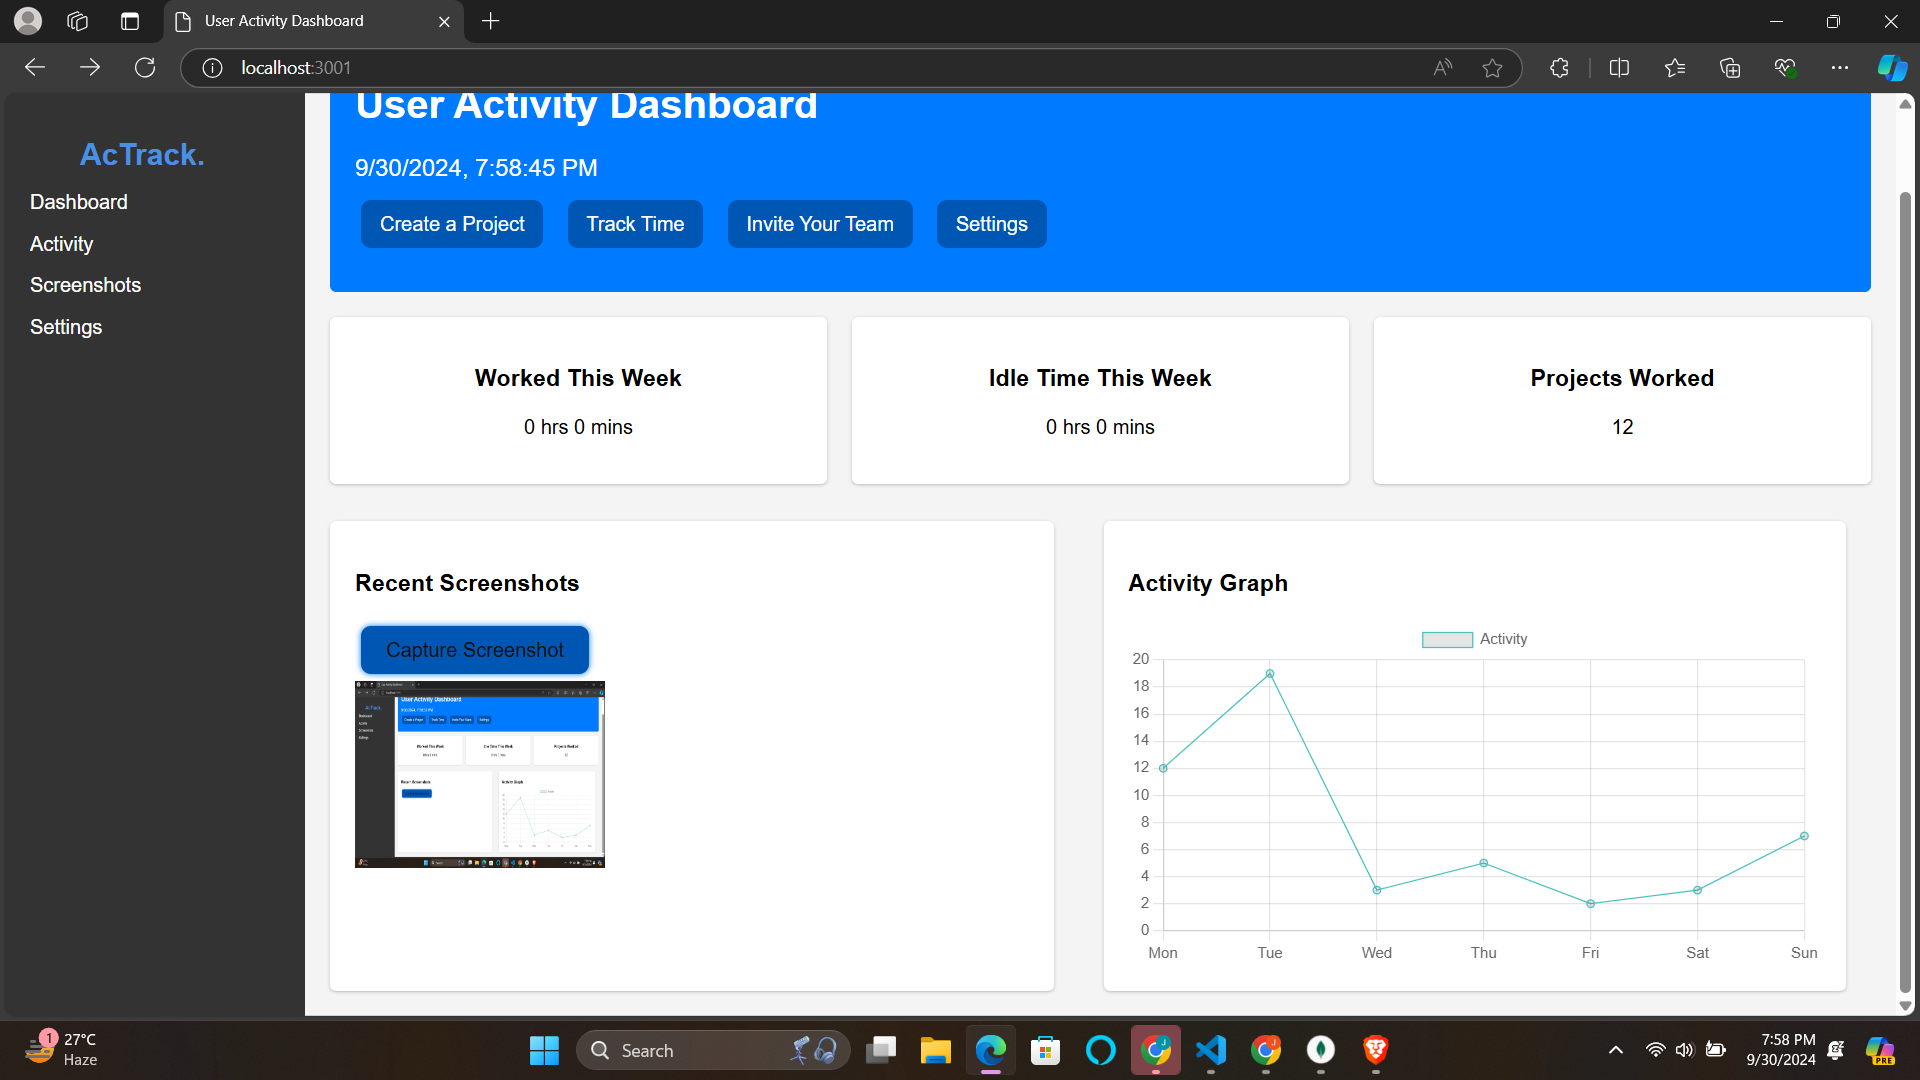 User Activity Dashboard
localhost:3001
AcTrack.
Dashboard
Activity
Screenshots
Settings
User Activity Dashboard
9/30/2024, 7:58:45 PM
Create a Project
Track Time
Invite Your Team
Settings
Worked This Week
0 hrs 0 mins
Idle Time This Week
0 hrs 0 mins
Projects Worked
12
Recent Screenshots
Capture Screenshot
Activity Graph
Activity
20
18
16
14
12
10
8
6
4
2
0
Mon
Tue
Wed
Thu
Fri
Sat
Sun
1
27°C
Haze
Search
7:58 PM
9/30/2024
PRE